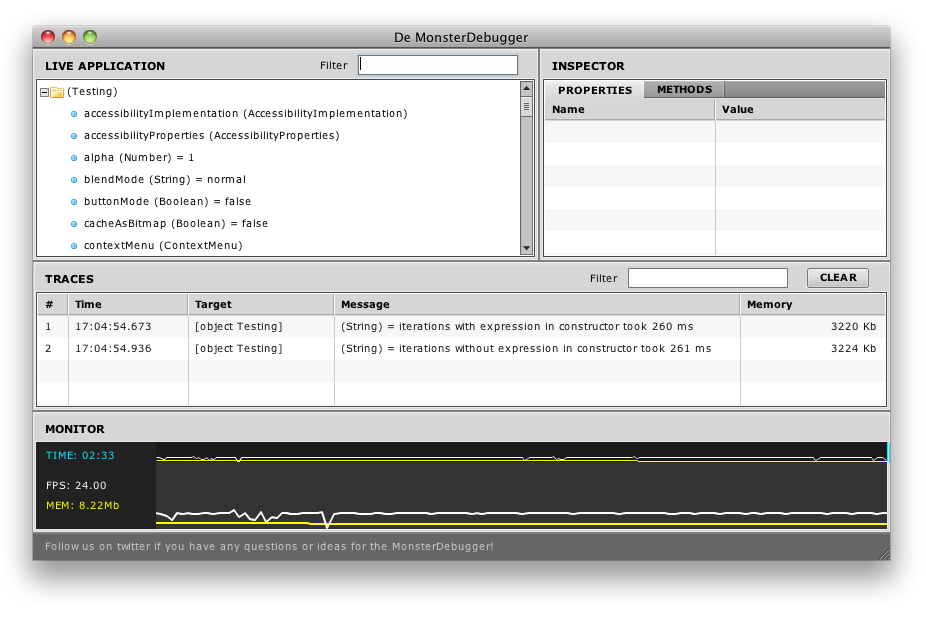 De MonsterDebugger
LIVE APPLICATION
Filter
(Testing)
accessibilityImplementation (AccessibilityImplementation)
accessibilityProperties (AccessibilityProperties)
alpha (Number) = 1
blendMode (String) = normal
buttonMode (Boolean) = false
cacheAsBitmap (Boolean) = false
contextMenu (ContextMenu)
INSPECTOR
PROPERTIES METHODS
Name Value
TRACES
Filter
CLEAR
# Time Target Message Memory
1 17:04:54.673 [object Testing] (String) = iterations with expression in constructor took 260 ms 3220 Kb
2 17:04:54.936 [object Testing] (String) = iterations without expression in constructor took 261 ms 3224 Kb
MONITOR
TIME: 02:33
FPS: 24.00
MEM: 8.22Mb
Follow us on twitter if you have any questions or ideas for the MonsterDebugger!